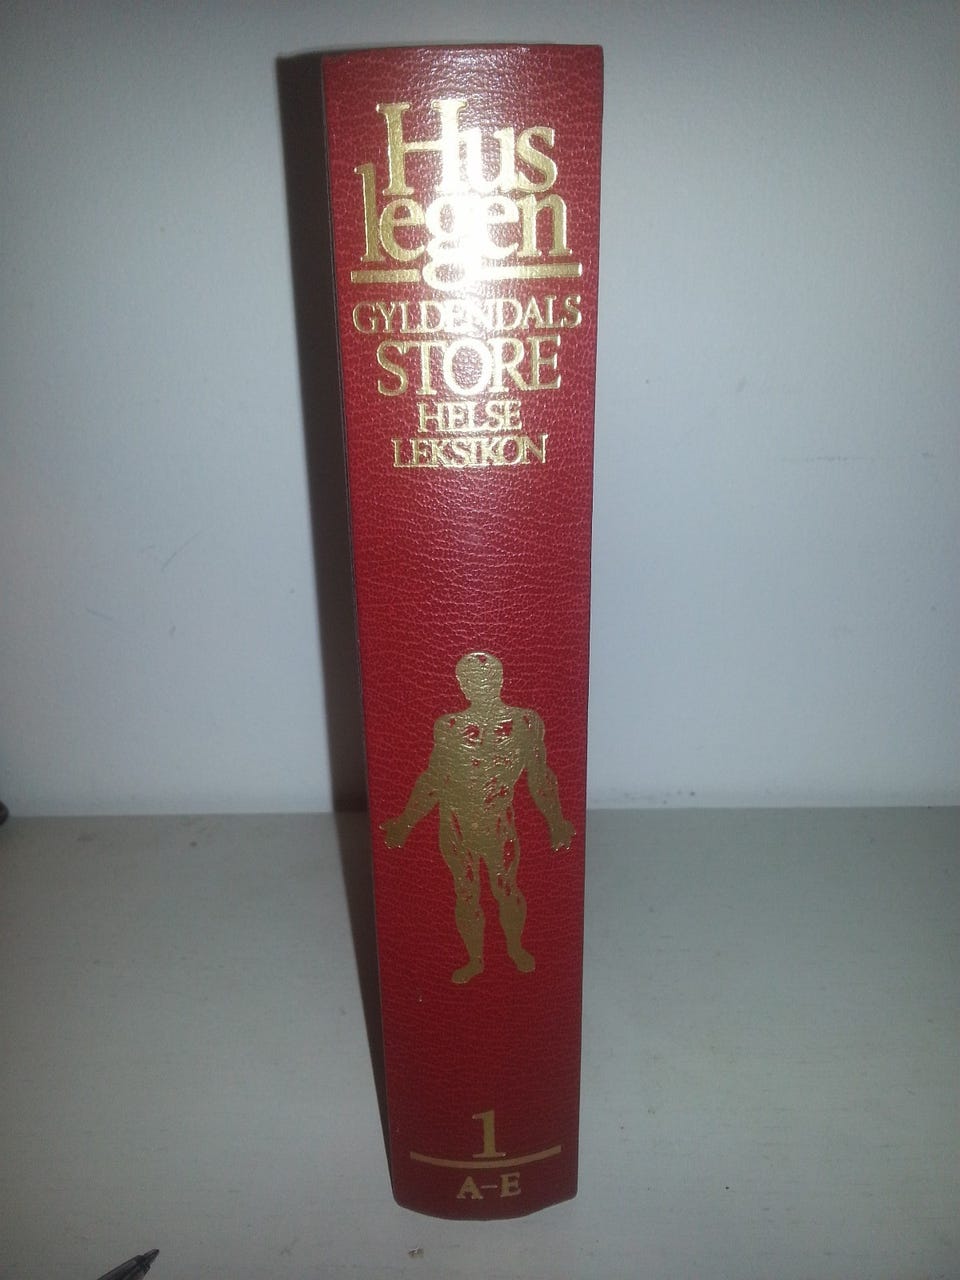 Hus
legen
GYLDENDALS
STORE
HELSE
LEKSIKON
1
A-E